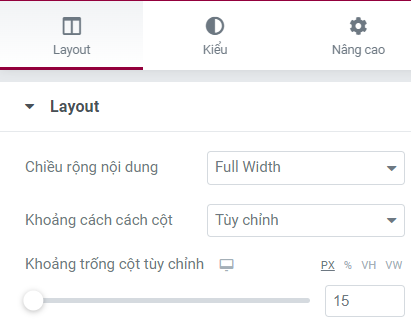 Layout Kiểu Nâng cao
Layout
Chiều rộng nội dung Full Width
Khoảng cách cách cột Tùy chỉnh
Khoảng trống cột tùy chỉnh PX % VH VW
15